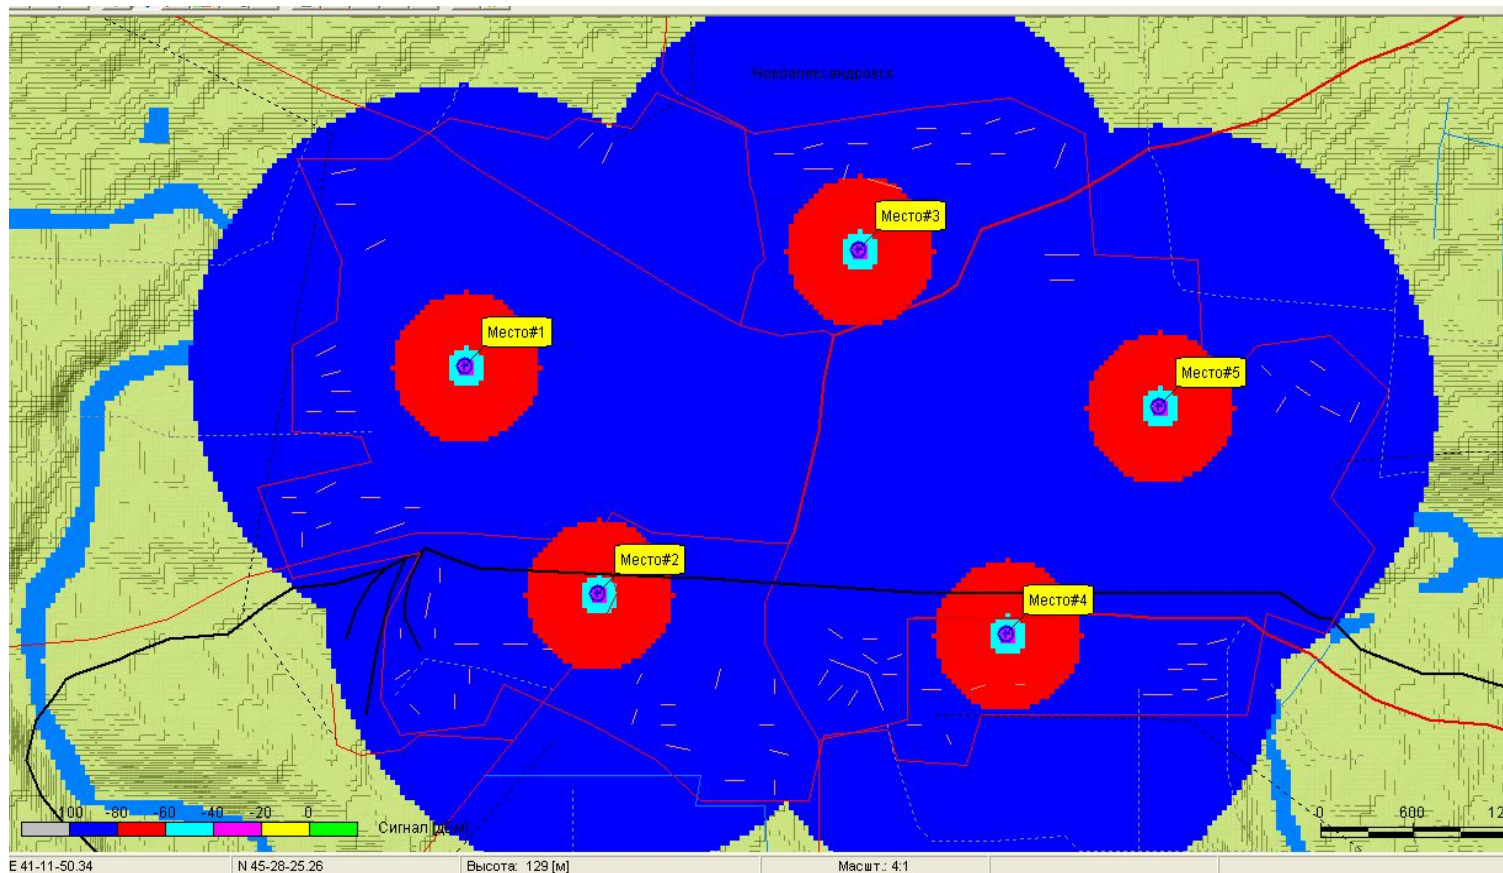 Новоалександровск
Место#3
Место#1
Место#5
Место#2
Место#4
-100 -80 -60 -40 -20 0
Сигнал [дБм]
0 600 12
E 41-11-50.34 N 45-28-25.26 Высота: 129 [м] Масшт.: 4:1